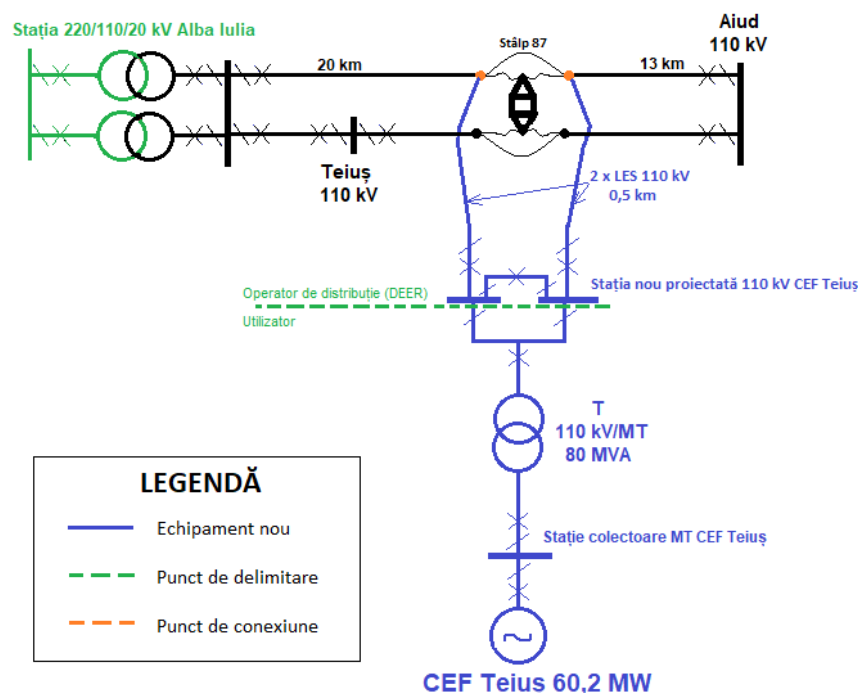 Stația 220/110/20 kV Alba Iulia
Aiud
110 kV
Stâlp 87
20 km
13 km
Teiuș
110 kV
2 x LES 110 kV
0,5 km
Stația nou proiectată 110 kV CEF Teiuș
Operator de distribuție (DEER)
Utilizator
T
110 kV/MT
80 MVA
LEGENDĂ
Echipament nou
Punct de delimitare
Punct de conexiune
Stație colectoare MT CEF Teiuș
CEF Teius 60,2 MW